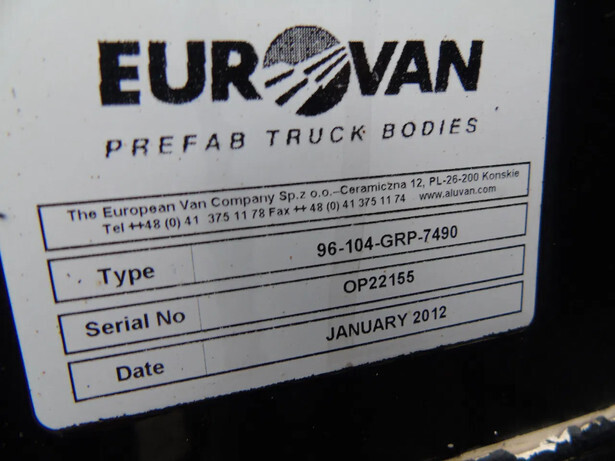 EUROVAN
PREFAB TRUCK BODIES
The European Van Company Sp.z o.o.–Ceramiczna 12, PL-26-200 Konskie
Tel ++48 (0) 41 375 11 78 Fax ++ 48 (0) 41 375 11 74 www.aluvan.com
Type 96-104-GRP-7490
Serial No OP22155
Date JANUARY 2012